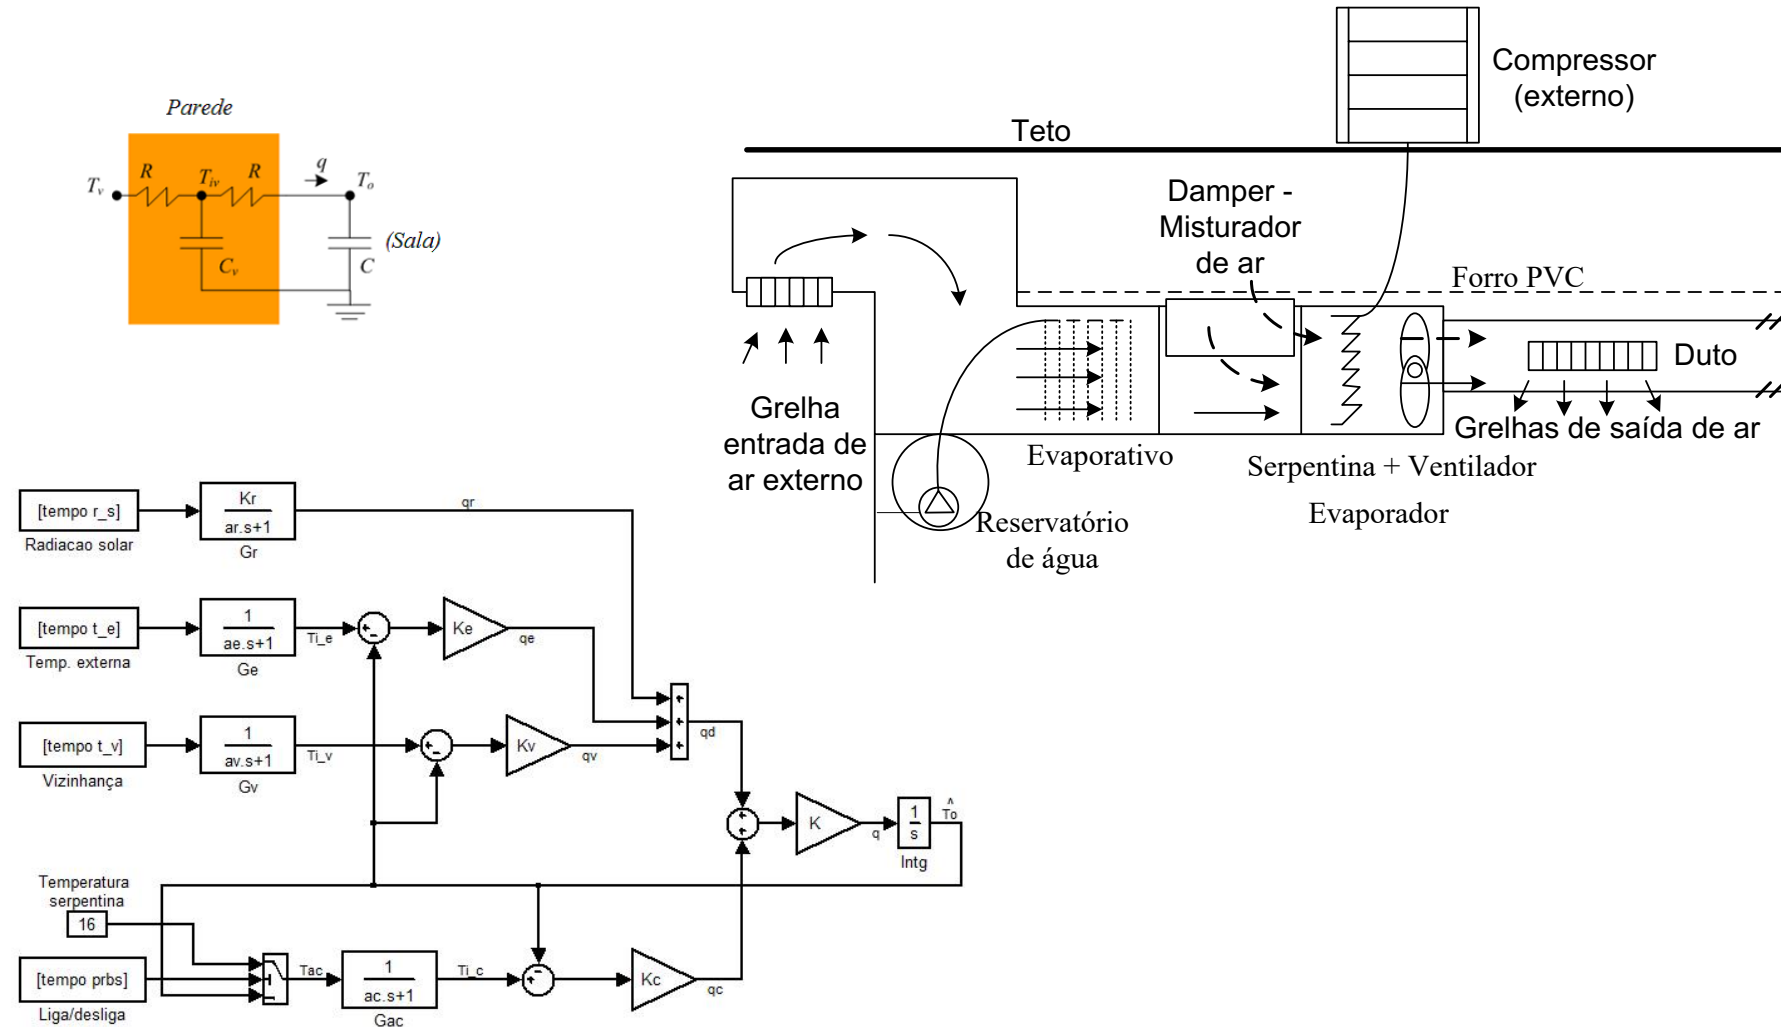 Parede
R
R
q
T_v
T_iv
T_o
(Sala)
C_v
C
Compressor
(externo)
Teto
Damper -
Misturador
de ar
Forro PVC
Duto
Grelha
entrada de
ar externo
Grelhas de saída de ar
Evaporativo
Serpentina + Ventilador
Evaporador
Reservatório
de água
[tempo r_s]
Radiacao solar
Kr
ar.s+1
Gr
qr
[tempo t_e]
Temp. externa
1
ae.s+1
Ge
Ti_e
Ke
qe
[tempo t_v]
Vizinhança
1
av.s+1
Gv
Ti_v
Kv
qv
qd
K
q
1
s
Intg
^
To
Temperatura
serpentina
16
[tempo prbs]
Liga/desliga
Tac
1
ac.s+1
Gac
Ti_c
Kc
qc